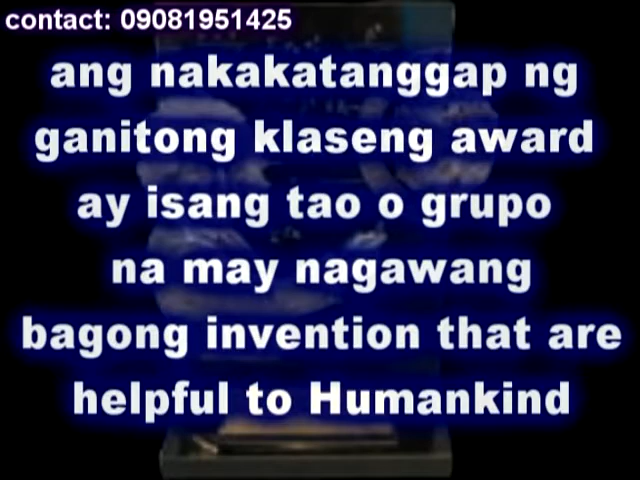 contact: 09081951425
ang nakakatanggap ng
ganitong klaseng award
ay isang tao o grupo
na may nagawang
bagong invention that are
helpful to Humankind